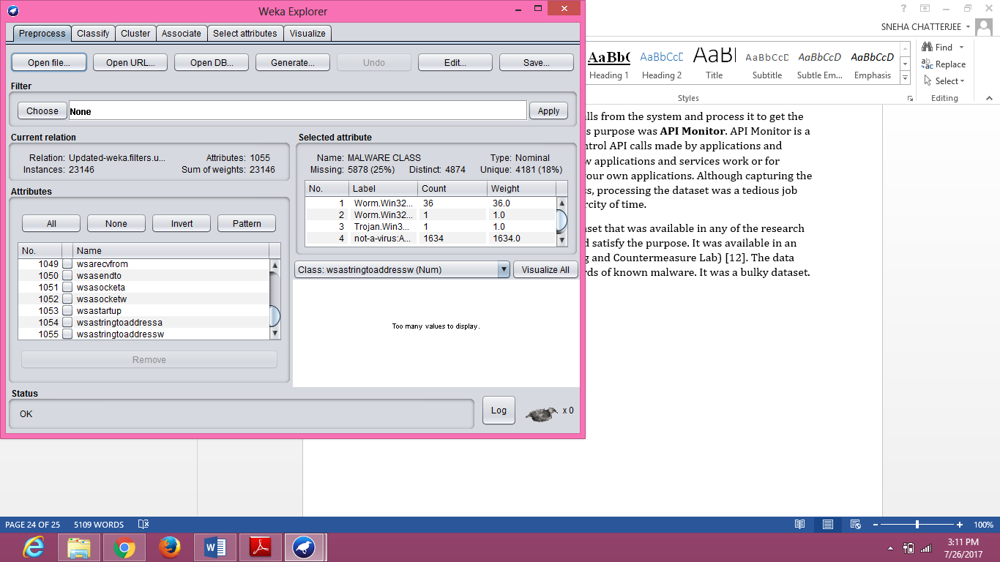 Weka Explorer
Preprocess Classify Cluster Associate Select attributes Visualize
Open file... Open URL... Open DB... Generate... Undo Edit... Save...
Filter
Choose None Apply
Current relation
Relation: Updated-weka.filters.u... Attributes: 1055
Instances: 23146 Sum of weights: 23146
Attributes
All None Invert Pattern
No. Name
1049 wsarecvfrom
1050 wsasendto
1051 wsasocketa
1052 wsasocketw
1053 wsastartup
1054 wsastringtoaddressa
1055 wsastringtoaddressw
Remove
Selected attribute
Name: MALWARE CLASS Type: Nominal
Missing: 5878 (25%) Distinct: 4874 Unique: 4181 (18%)
No. Label Count Weight
1 Worm.Win32... 36 36.0
2 Worm.Win32... 1 1.0
3 Trojan.Win3... 1 1.0
4 not-a-virus:A... 1634 1634.0
Class: wsastringtoaddressw (Num) Visualize All
Too many values to display.
Status
OK
Log x 0
SNEHA CHATTERJEE
AaBbC AaBbCcD AaBb AaBbCcD AaBbCcD AaBbCcD
Heading 1 Heading 2 Title Subtitle Subtle Em... Emphasis
Styles
Find
Replace
Select
Editing
lls from the system and process it to get the
s purpose was API Monitor. API Monitor is a
ntrol API calls made by applications and
w applications and services work or for
your own applications. Although capturing the
ss, processing the dataset was a tedious job
rcity of time.
aset that was available in any of the research
d satisfy the purpose. It was available in an
g and Countermeasure Lab) [12]. The data
rds of known malware. It was a bulky dataset.
PAGE 24 OF 25 5109 WORDS 100%
3:11 PM
7/26/2017